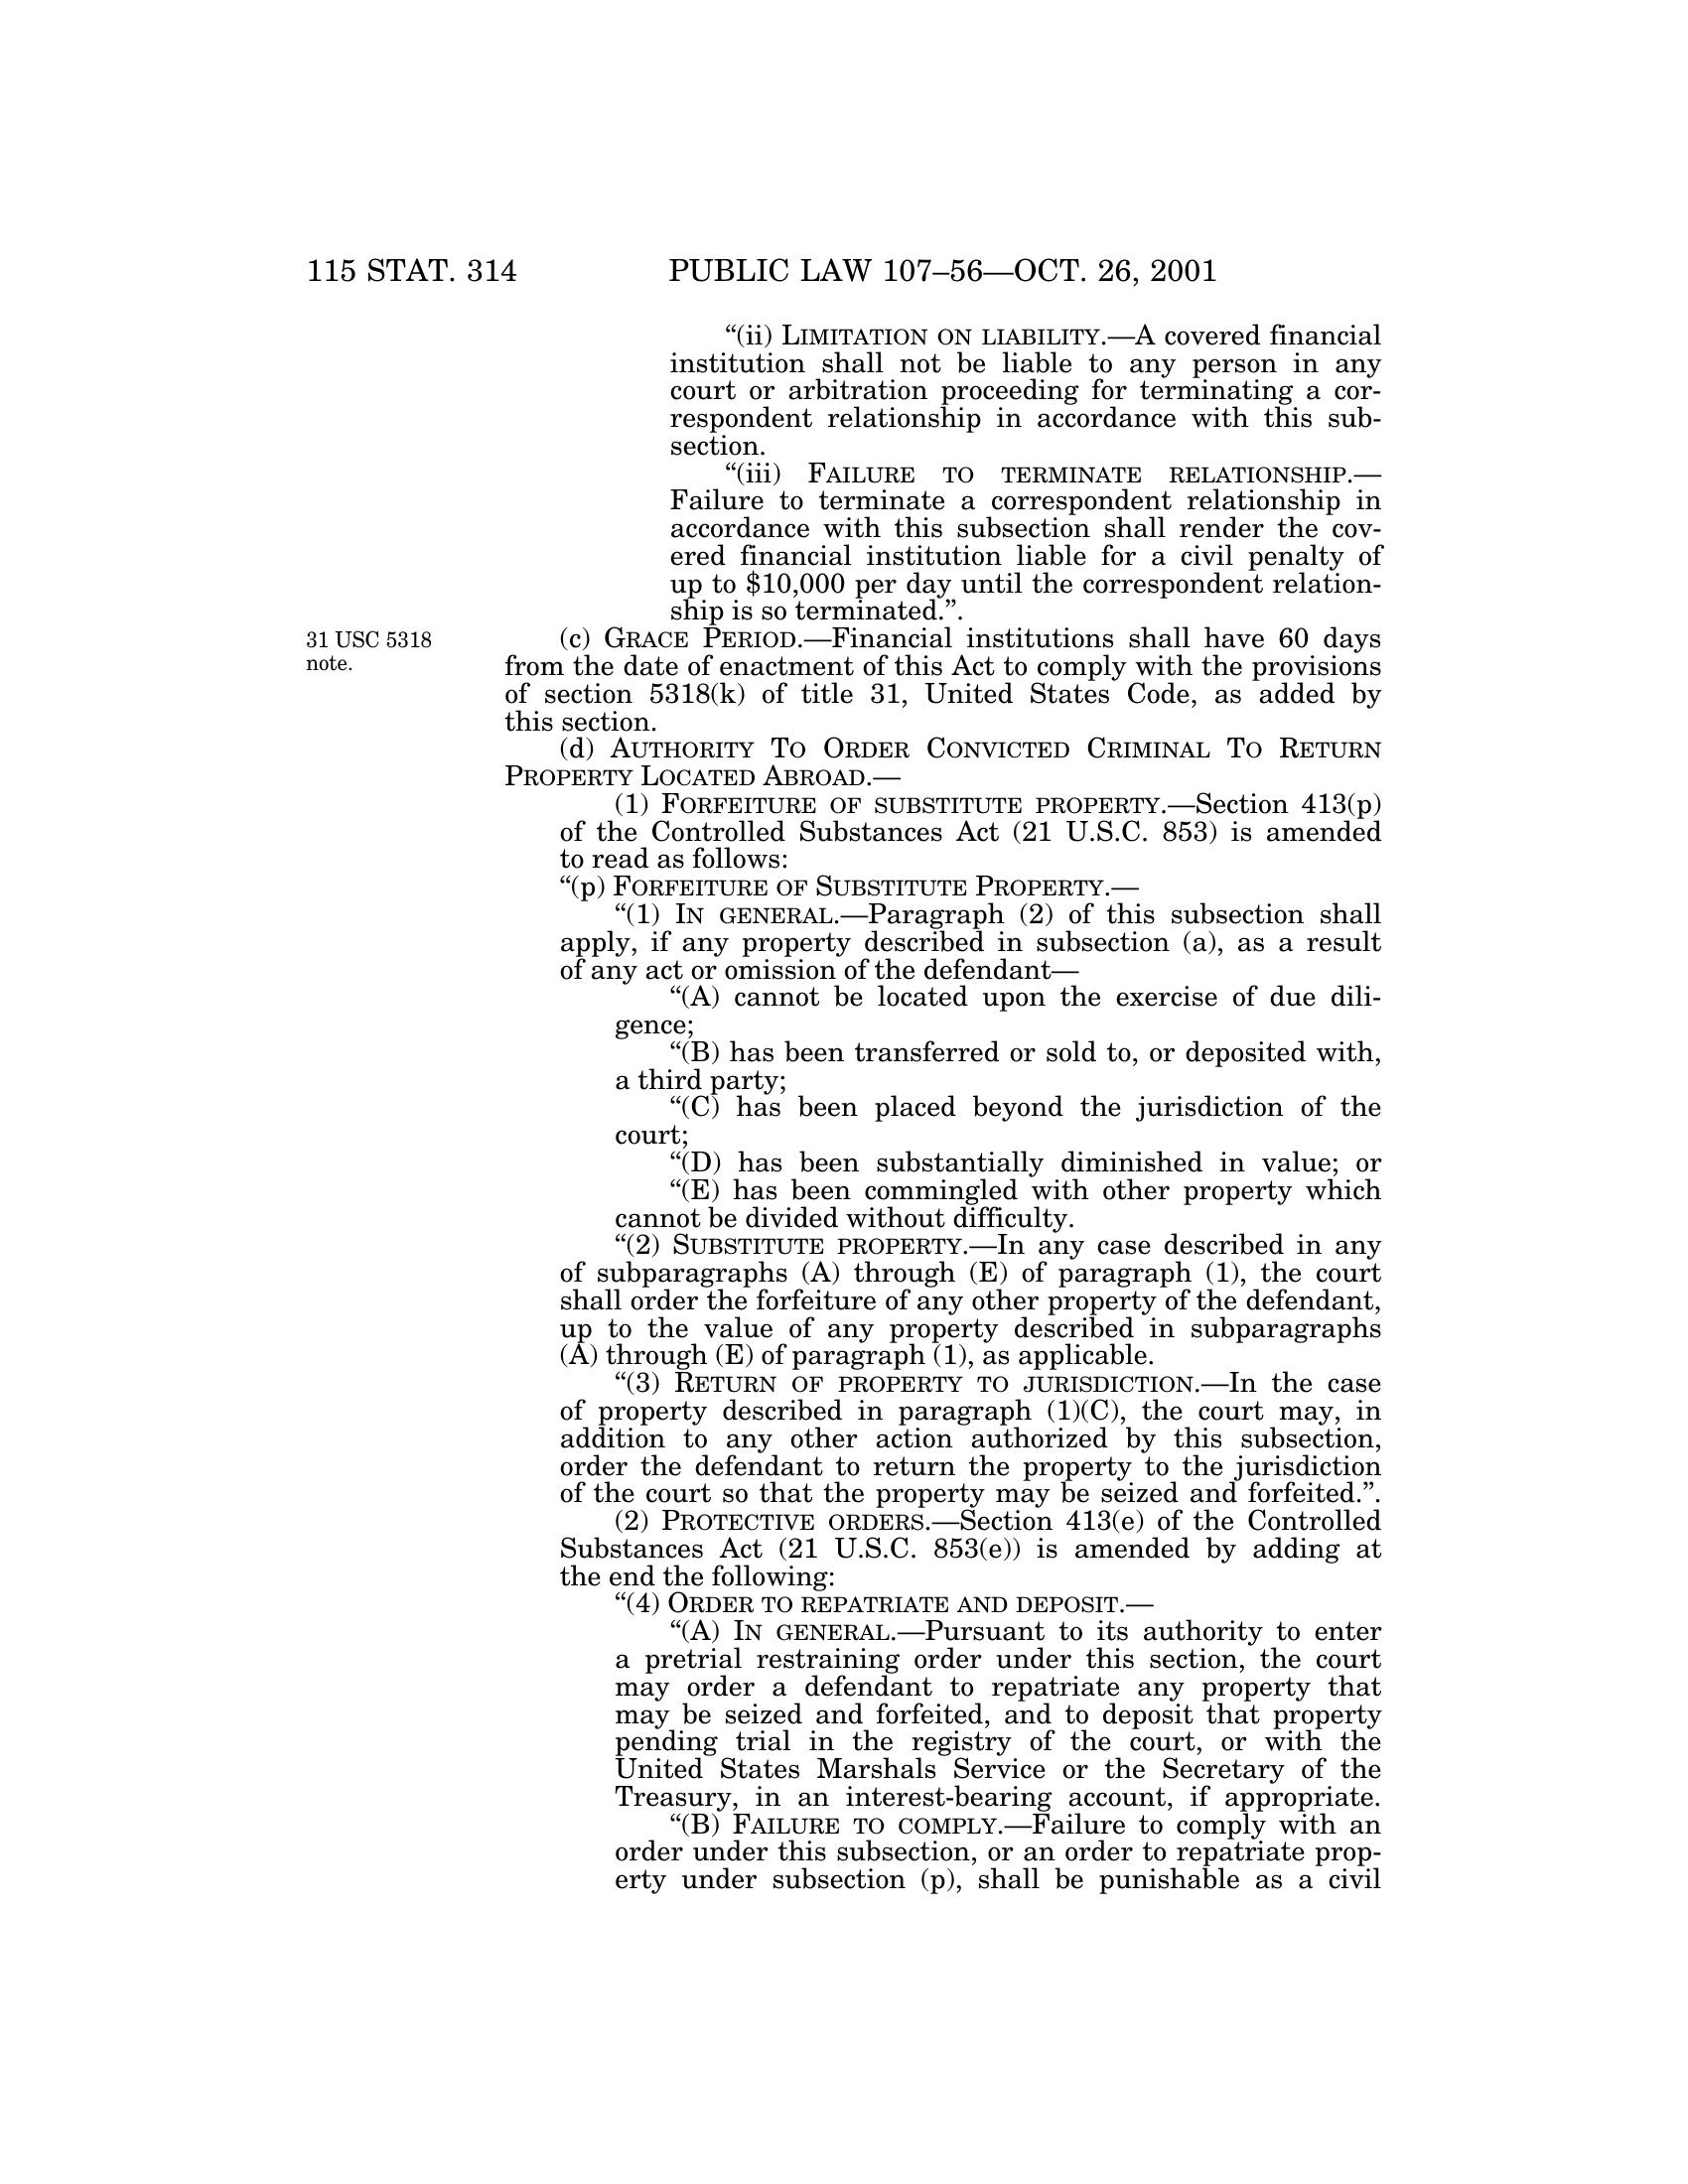 115 STAT. 314 PUBLIC LAW 107–56—OCT. 26, 2001
“(ii) LIMITATION ON LIABILITY.—A covered financial
institution shall not be liable to any person in any
court or arbitration proceeding for terminating a cor-
respondent relationship in accordance with this sub-
section.
“(iii) FAILURE TO TERMINATE RELATIONSHIP.—
Failure to terminate a correspondent relationship in
accordance with this subsection shall render the cov-
ered financial institution liable for a civil penalty of
up to $10,000 per day until the correspondent relation-
ship is so terminated.”.
31 USC 5318
note.
(c) GRACE PERIOD.—Financial institutions shall have 60 days
from the date of enactment of this Act to comply with the provisions
of section 5318(k) of title 31, United States Code, as added by
this section.
(d) AUTHORITY TO ORDER CONVICTED CRIMINAL TO RETURN
PROPERTY LOCATED ABROAD.—
(1) FORFEITURE OF SUBSTITUTE PROPERTY.—Section 413(p)
of the Controlled Substances Act (21 U.S.C. 853) is amended
to read as follows:
“(p) FORFEITURE OF SUBSTITUTE PROPERTY.—
“(1) IN GENERAL.—Paragraph (2) of this subsection shall
apply, if any property described in subsection (a), as a result
of any act or omission of the defendant—
“(A) cannot be located upon the exercise of due dili-
gence;
“(B) has been transferred or sold to, or deposited with,
a third party;
“(C) has been placed beyond the jurisdiction of the
court;
“(D) has been substantially diminished in value; or
“(E) has been commingled with other property which
cannot be divided without difficulty.
“(2) SUBSTITUTE PROPERTY.—In any case described in any
of subparagraphs (A) through (E) of paragraph (1), the court
shall order the forfeiture of any other property of the defendant,
up to the value of any property described in subparagraphs
(A) through (E) of paragraph (1), as applicable.
“(3) RETURN OF PROPERTY TO JURISDICTION.—In the case
of property described in paragraph (1)(C), the court may, in
addition to any other action authorized by this subsection,
order the defendant to return the property to the jurisdiction
of the court so that the property may be seized and forfeited.”.
(2) PROTECTIVE ORDERS.—Section 413(e) of the Controlled
Substances Act (21 U.S.C. 853(e)) is amended by adding at
the end the following:
“(4) ORDER TO REPATRIATE AND DEPOSIT.—
“(A) IN GENERAL.—Pursuant to its authority to enter
a pretrial restraining order under this section, the court
may order a defendant to repatriate any property that
may be seized and forfeited, and to deposit that property
pending trial in the registry of the court, or with the
United States Marshals Service or the Secretary of the
Treasury, in an interest-bearing account, if appropriate.
“(B) FAILURE TO COMPLY.—Failure to comply with an
order under this subsection, or an order to repatriate prop-
erty under subsection (p), shall be punishable as a civil